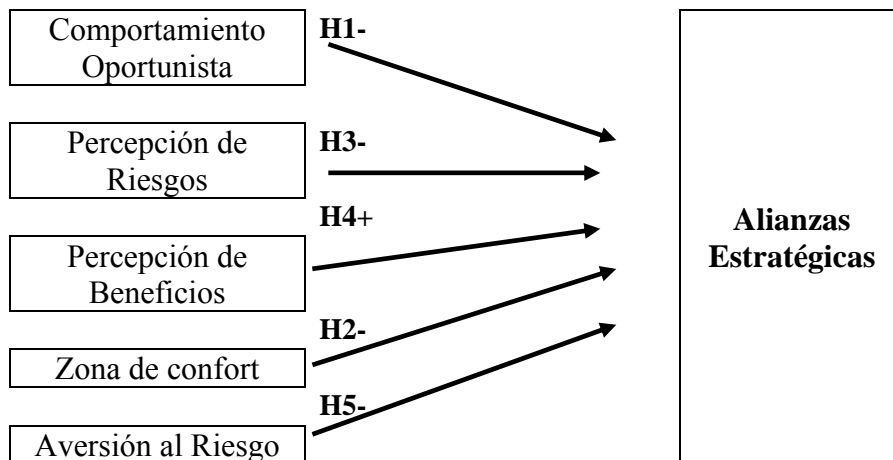 Comportamiento
Oportunista
H1-
Percepción de
Riesgos
H3-
Percepción de
Beneficios
H4+
Zona de confort
H2-
Aversión al Riesgo
H5-
Alianzas
Estratégicas